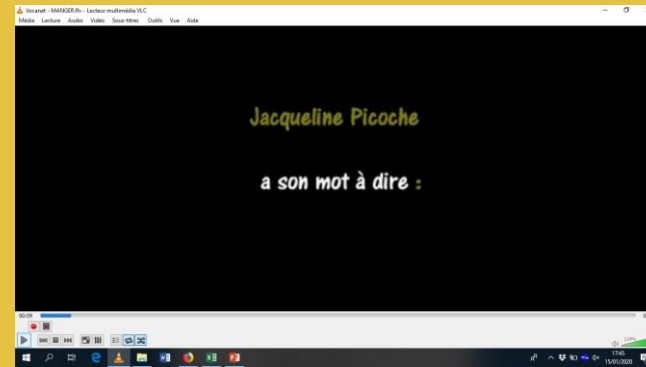 Vocanet - MANGER.flv - Lecteur multimédia VLC
Média Lecture Audio Vidéo Sous-titres Outils Vue Aide
Jacqueline Picoche
a son mot à dire :
00:09
17:45
15/01/2020